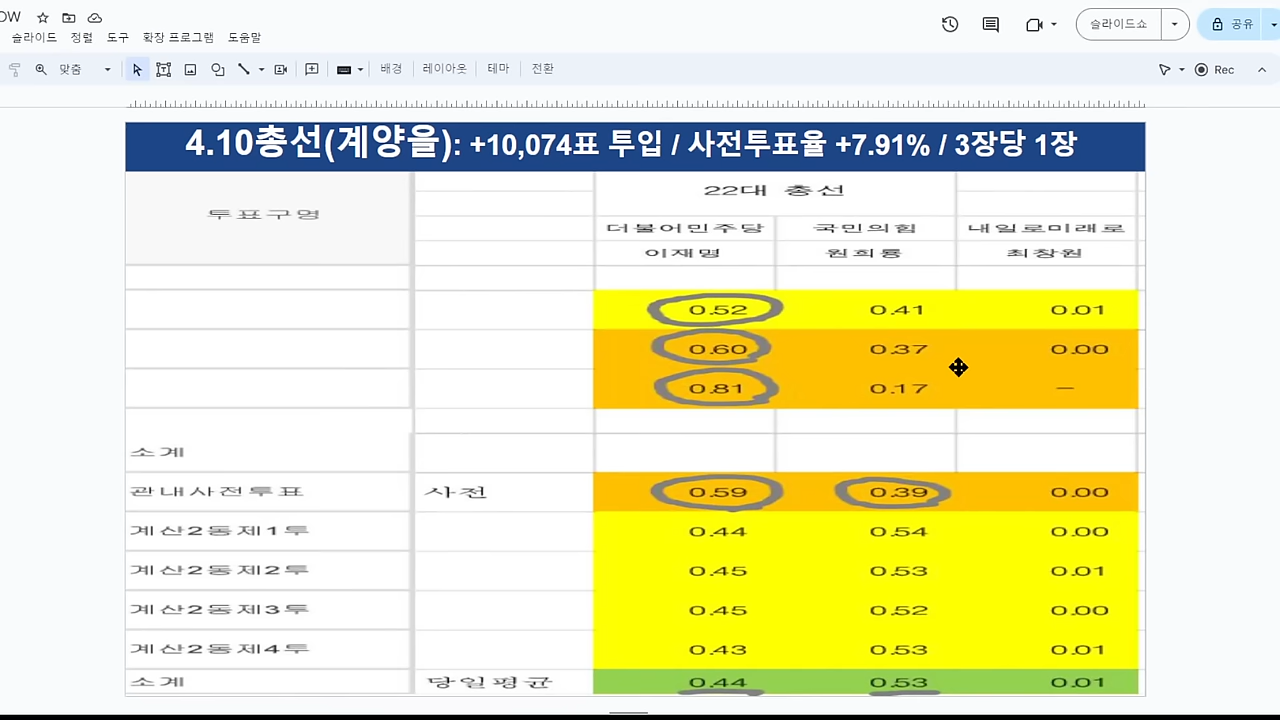 OW
슬라이드 정렬 도구 확장 프로그램 도움말
슬라이드쇼
공유
맞춤
배경 레이아웃 테마 전환
Rec
4.10총선(계양을): +10,074표 투입 / 사전투표율 +7.91% / 3장당 1장
투표구명
22대 총선
더불어민주당 국민의힘 내일로미래로
이재명 원희룡 최창원
0.52 0.41 0.01
0.60 0.37 0.00
0.81 0.17 –
소계
관내사전투표 사전 0.59 0.39 0.00
계산2동제1투 0.44 0.54 0.00
계산2동제2투 0.45 0.53 0.01
계산2동제3투 0.45 0.52 0.00
계산2동제4투 0.43 0.53 0.01
소계 당일평균 0.44 0.53 0.01